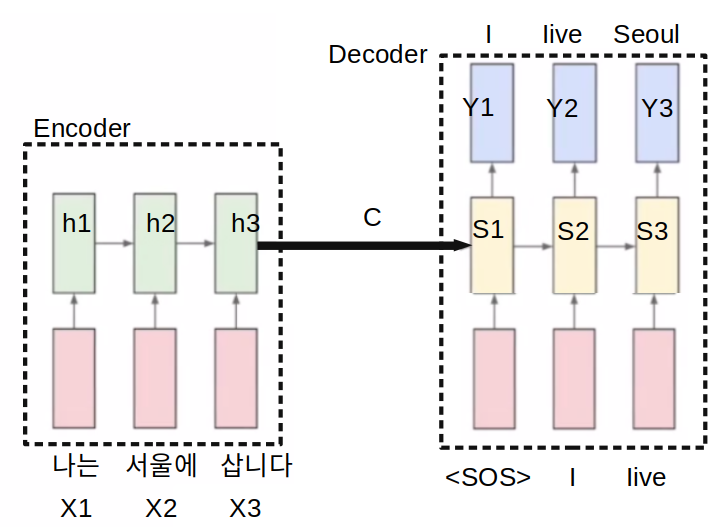 I live Seoul
Decoder
Y1 Y2 Y3
Encoder
h1 h2 h3
C
S1 S2 S3
나는 서울에 삽니다
<SOS> I live
X1 X2 X3